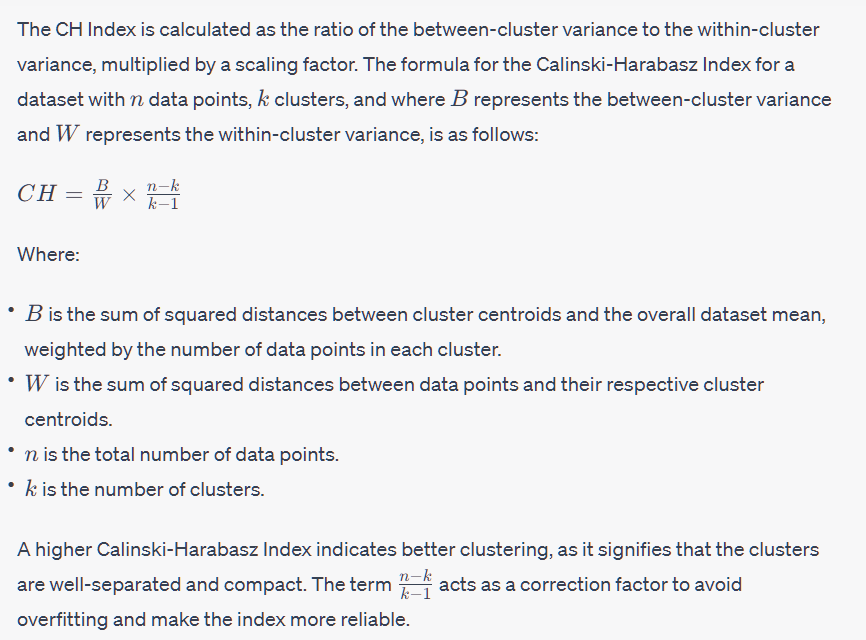 The CH Index is calculated as the ratio of the between-cluster variance to the within-cluster
variance, multiplied by a scaling factor. The formula for the Calinski-Harabasz Index for a
dataset with n data points, k clusters, and where B represents the between-cluster variance
and W represents the within-cluster variance, is as follows:
CH = \frac{B}{W} × \frac{n-k}{k-1}
Where:
• B is the sum of squared distances between cluster centroids and the overall dataset mean,
weighted by the number of data points in each cluster.
• W is the sum of squared distances between data points and their respective cluster
centroids.
• n is the total number of data points.
• k is the number of clusters.
A higher Calinski-Harabasz Index indicates better clustering, as it signifies that the clusters
are well-separated and compact. The term \frac{n-k}{k-1} acts as a correction factor to avoid
overfitting and make the index more reliable.